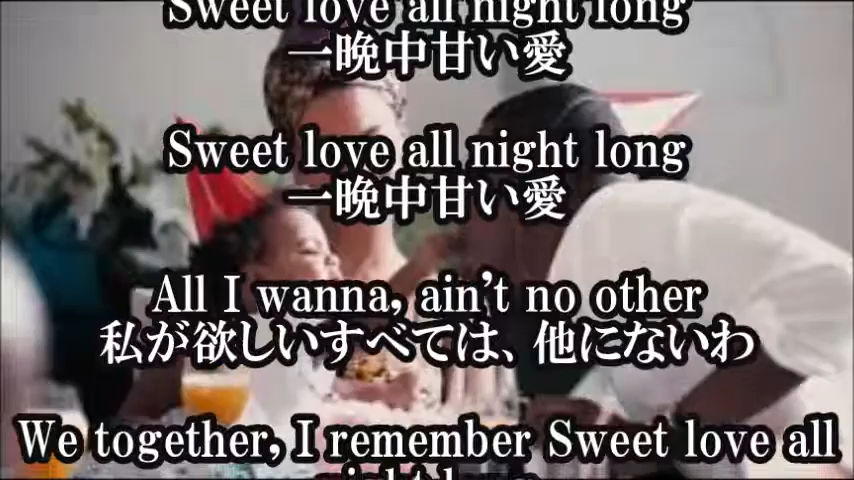 Sweet love all night long
一晩中甘い愛
Sweet love all night long
一晩中甘い愛
All I wanna, ain't no other
私が欲しいすべては、他にないわ
We together, I remember Sweet love all
night long